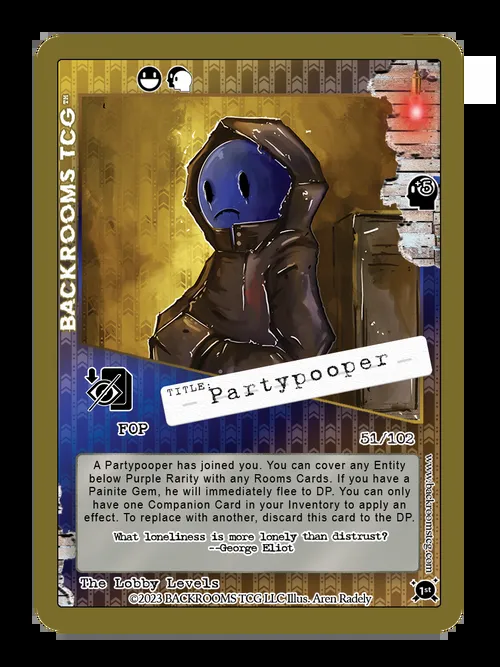 BACKROOMS TCG™
5
TITLE: Partypooper
FOP
51/102
A Partypooper has joined you. You can cover any Entity
below Purple Rarity with any Rooms Cards. If you have a
Painite Gem, he will immediately flee to DP. You can only
have one Companion Card in your Inventory to apply an
effect. To replace with another, discard this card to the DP.
What loneliness is more lonely than distrust?
--George Eliot
www.backroomstcg.com
The Lobby Levels
©2023 BACKROOMS TCG LLC Illus. Aren Radely
1st